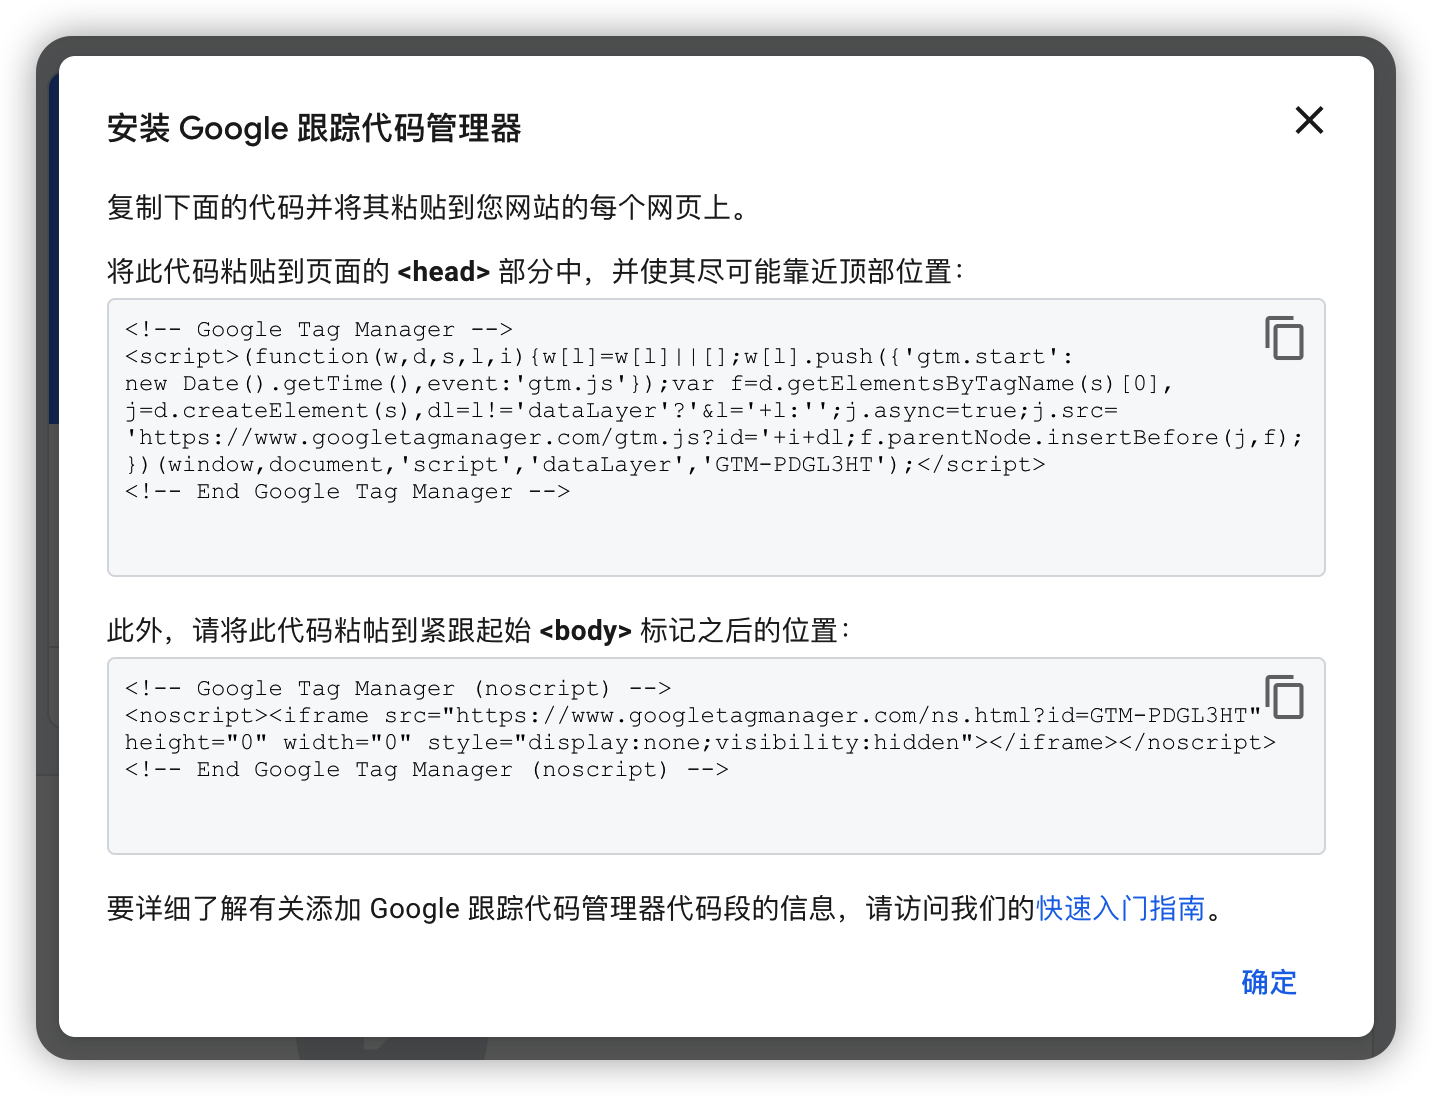 安装 Google 跟踪代码管理器
复制下面的代码并将其粘贴到您网站的每个网页上。
将此代码粘贴到页面的 <head> 部分中，并使其尽可能靠近顶部位置：
<!-- Google Tag Manager -->
<script>(function(w,d,s,l,i){w[l]=w[l]||[];w[l].push({'gtm.start':
new Date().getTime(),event:'gtm.js'});var f=d.getElementsByTagName(s)[0],
j=d.createElement(s),dl=l!='dataLayer'?'&l='+l:'';j.async=true;j.src=
'https://www.googletagmanager.com/gtm.js?id='+i+dl;f.parentNode.insertBefore(j,f);
})(window,document,'script','dataLayer','GTM-PDGL3HT');</script>
<!-- End Google Tag Manager -->
此外，请将此代码粘帖到紧跟起始 <body> 标记之后的位置：
<!-- Google Tag Manager (noscript) -->
<noscript><iframe src="https://www.googletagmanager.com/ns.html?id=GTM-PDGL3HT"
height="0" width="0" style="display:none;visibility:hidden"></iframe></noscript>
<!-- End Google Tag Manager (noscript) -->
要详细了解有关添加 Google 跟踪代码管理器代码段的信息，请访问我们的快速入门指南。
确定